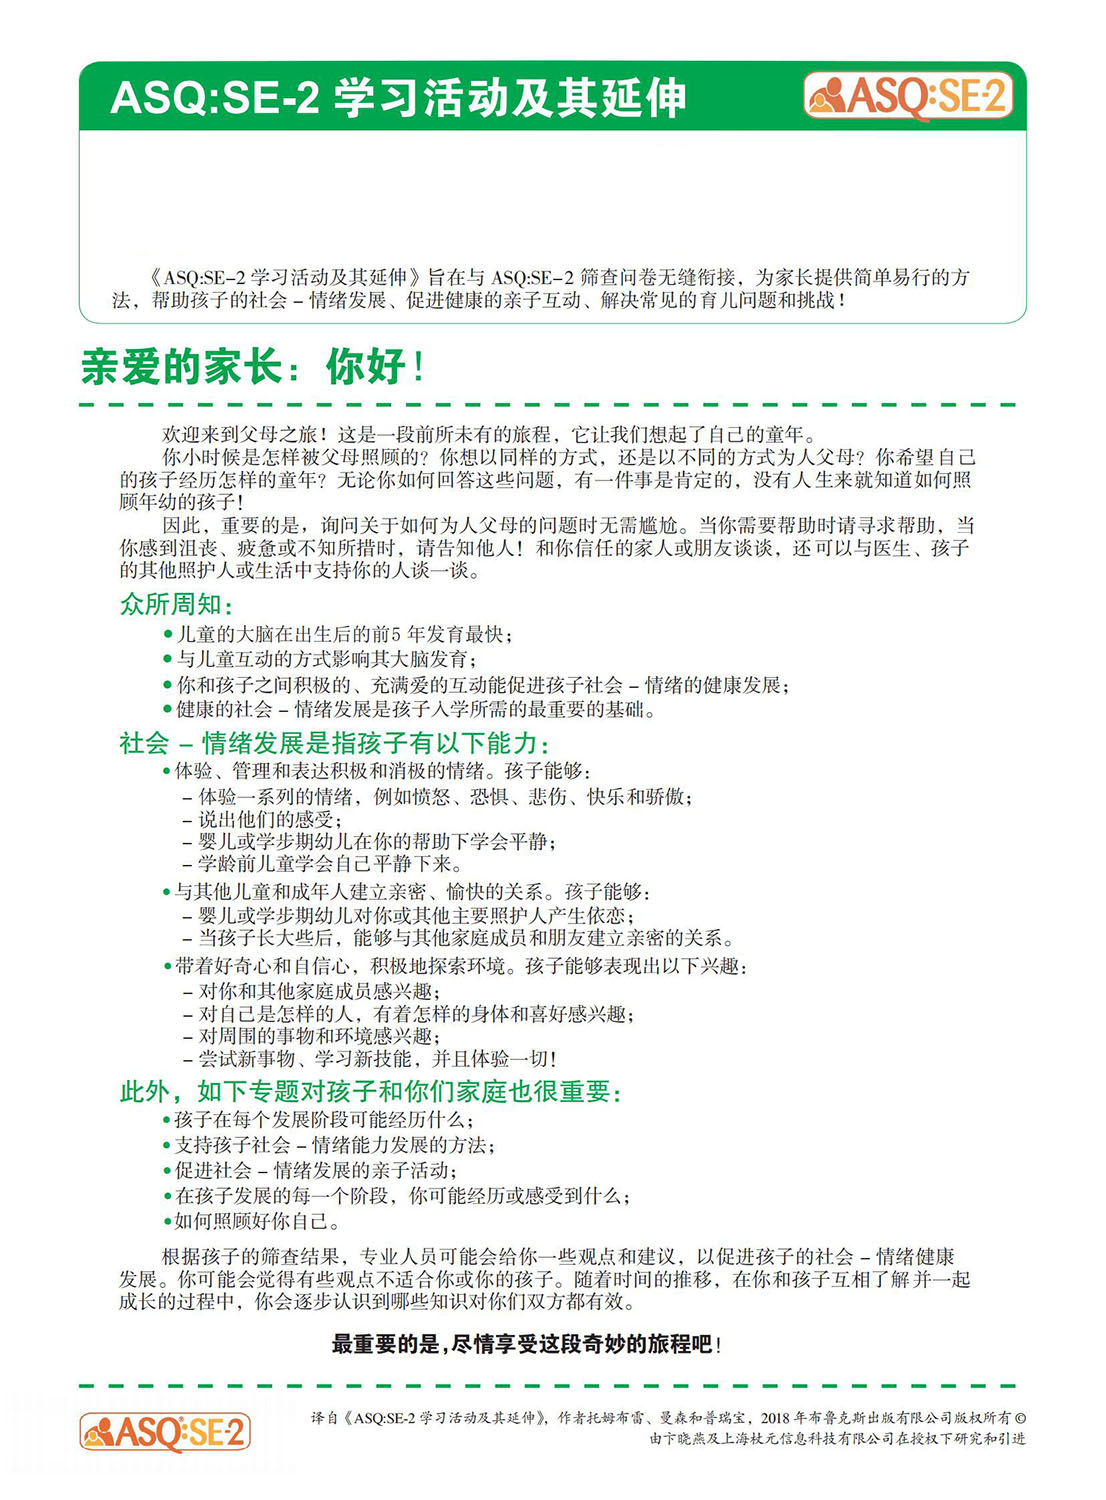 ASQ:SE-2 学习活动及其延伸
ASQ:SE-2
《ASQ:SE-2 学习活动及其延伸》旨在与 ASQ:SE-2 筛查问卷无缝衔接，为家长提供简单易行的方
法，帮助孩子的社会 – 情绪发展、促进健康的亲子互动、解决常见的育儿问题和挑战！
亲爱的家长：你好！
欢迎来到父母之旅！这是一段前所未有的旅程，它让我们想起了自己的童年。
你小时候是怎样被父母照顾的？你想以同样的方式，还是以不同的方式为人父母？你希望自己
的孩子经历怎样的童年？无论你如何回答这些问题，有一件事是肯定的，没有人生来就知道如何照
顾年幼的孩子！
因此，重要的是，询问关于如何为人父母的问题时无需尴尬。当你需要帮助时请寻求帮助，当
你感到沮丧、疲惫或不知所措时，请告知他人！和你信任的家人或朋友谈谈，还可以与医生、孩子
的其他照护人或生活中支持你的人谈一谈。
众所周知：
•儿童的大脑在出生后的前5 年发育最快；
•与儿童互动的方式影响其大脑发育；
•你和孩子之间积极的、充满爱的互动能促进孩子社会 – 情绪的健康发展；
•健康的社会 – 情绪发展是孩子入学所需的最重要的基础。
社会 – 情绪发展是指孩子有以下能力：
•体验、管理和表达积极和消极的情绪。孩子能够：
– 体验一系列的情绪，例如愤怒、恐惧、悲伤、快乐和骄傲；
– 说出他们的感受；
– 婴儿或学步期幼儿在你的帮助下学会平静；
– 学龄前儿童学会自己平静下来。
•与其他儿童和成年人建立亲密、愉快的关系。孩子能够：
– 婴儿或学步期幼儿对你或其他主要照护人产生依恋；
– 当孩子长大些后，能够与其他家庭成员和朋友建立亲密的关系。
•带着好奇心和自信心，积极地探索环境。孩子能够表现出以下兴趣：
– 对你和其他家庭成员感兴趣；
– 对自己是怎样的人，有着怎样的身体和喜好感兴趣；
– 对周围的事物和环境感兴趣；
– 尝试新事物、学习新技能，并且体验一切！
此外，如下专题对孩子和你们家庭也很重要：
•孩子在每个发展阶段可能经历什么；
•支持孩子社会 – 情绪能力发展的方法；
•促进社会 – 情绪发展的亲子活动；
•在孩子发展的每一个阶段，你可能经历或感受到什么；
•如何照顾好你自己。
根据孩子的筛查结果，专业人员可能会给你一些观点和建议，以促进孩子的社会 – 情绪健康
发展。你可能会觉得有些观点不适合你或你的孩子。随着时间的推移，在你和孩子互相了解并一起
成长的过程中，你会逐步认识到哪些知识对你们双方都有效。
最重要的是，尽情享受这段奇妙的旅程吧！
ASQ:SE-2
译自《ASQ:SE-2 学习活动及其延伸》，作者托姆布雷、曼森和普瑞宝，2018 年布鲁克斯出版有限公司版权所有 ©
由卞晓燕及上海杖元信息科技有限公司在授权下研究和引进